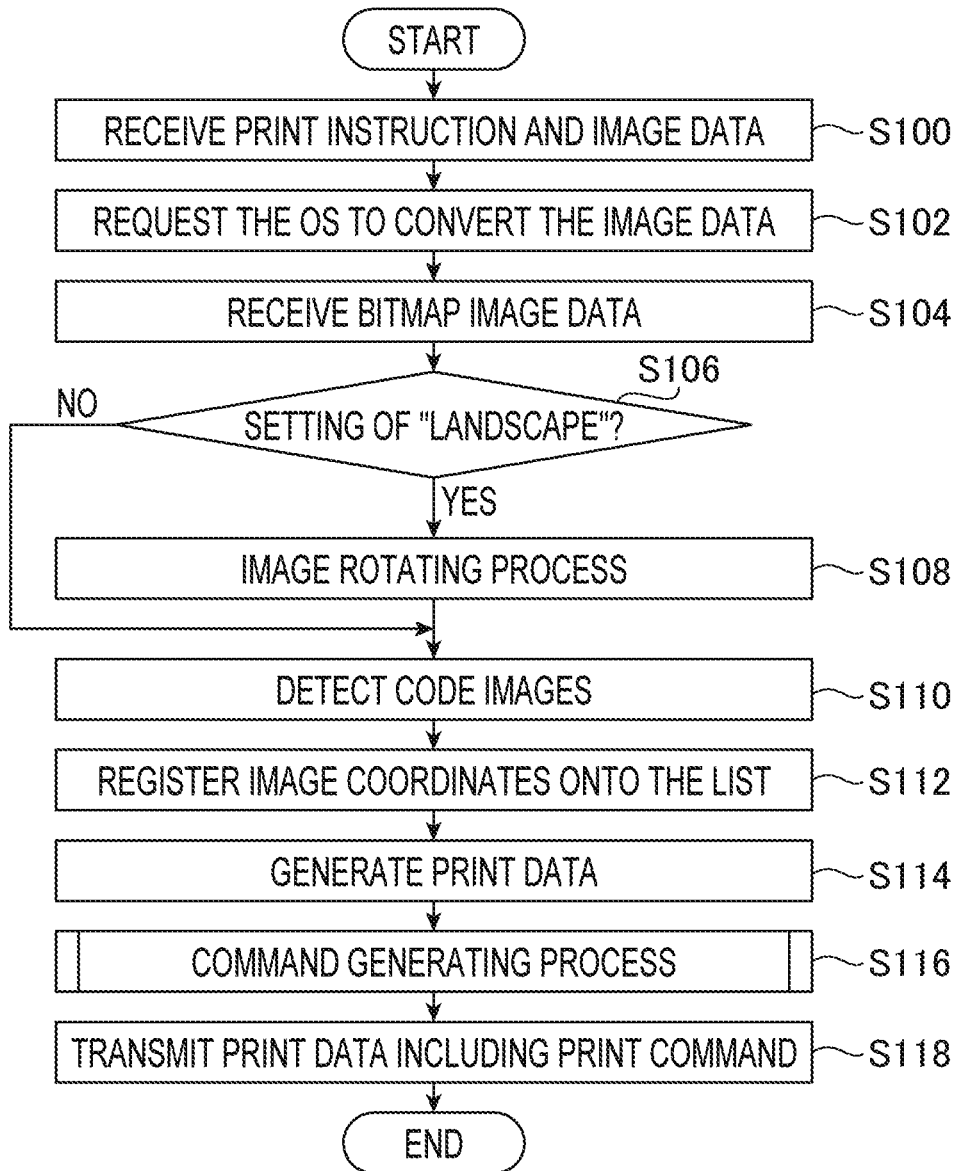 START
RECEIVE PRINT INSTRUCTION AND IMAGE DATA S100
REQUEST THE OS TO CONVERT THE IMAGE DATA S102
RECEIVE BITMAP IMAGE DATA S104
S106
NO
SETTING OF "LANDSCAPE"?
YES
IMAGE ROTATING PROCESS S108
DETECT CODE IMAGES S110
REGISTER IMAGE COORDINATES ONTO THE LIST S112
GENERATE PRINT DATA S114
COMMAND GENERATING PROCESS S116
TRANSMIT PRINT DATA INCLUDING PRINT COMMAND S118
END